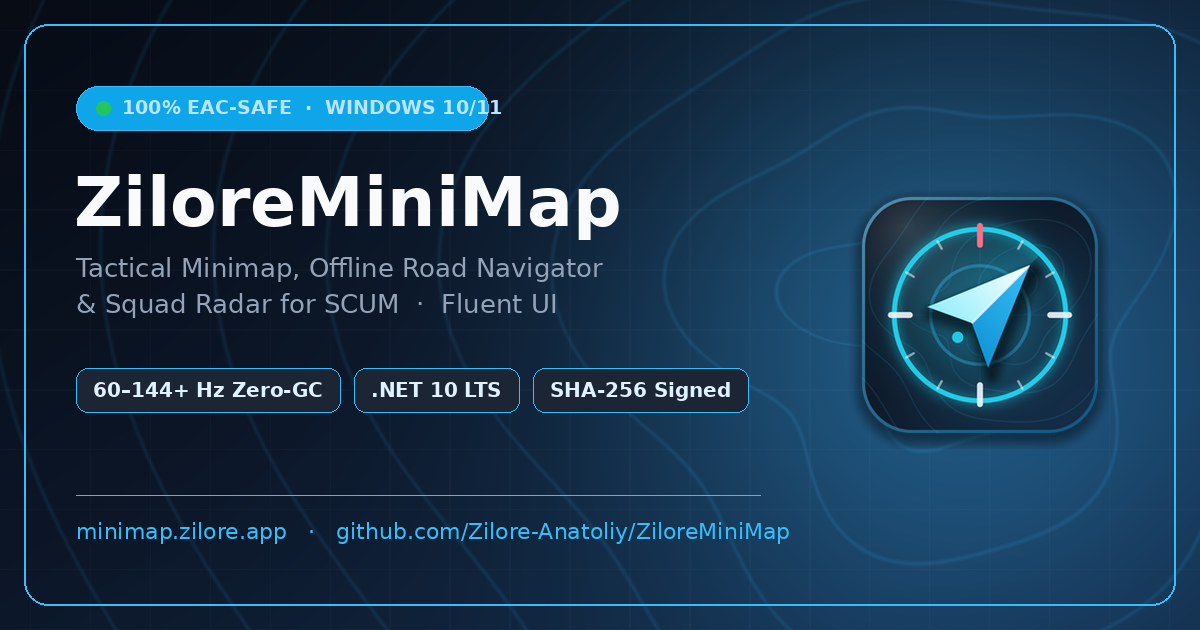 100% EAC-SAFE · WINDOWS 10/11
ZiloreMiniMap
Tactical Minimap, Offline Road Navigator
& Squad Radar for SCUM · Fluent UI
60–144+ Hz Zero-GC
.NET 10 LTS
SHA-256 Signed
minimap.zilore.app · github.com/Zilore-Anatoliy/ZiloreMiniMap